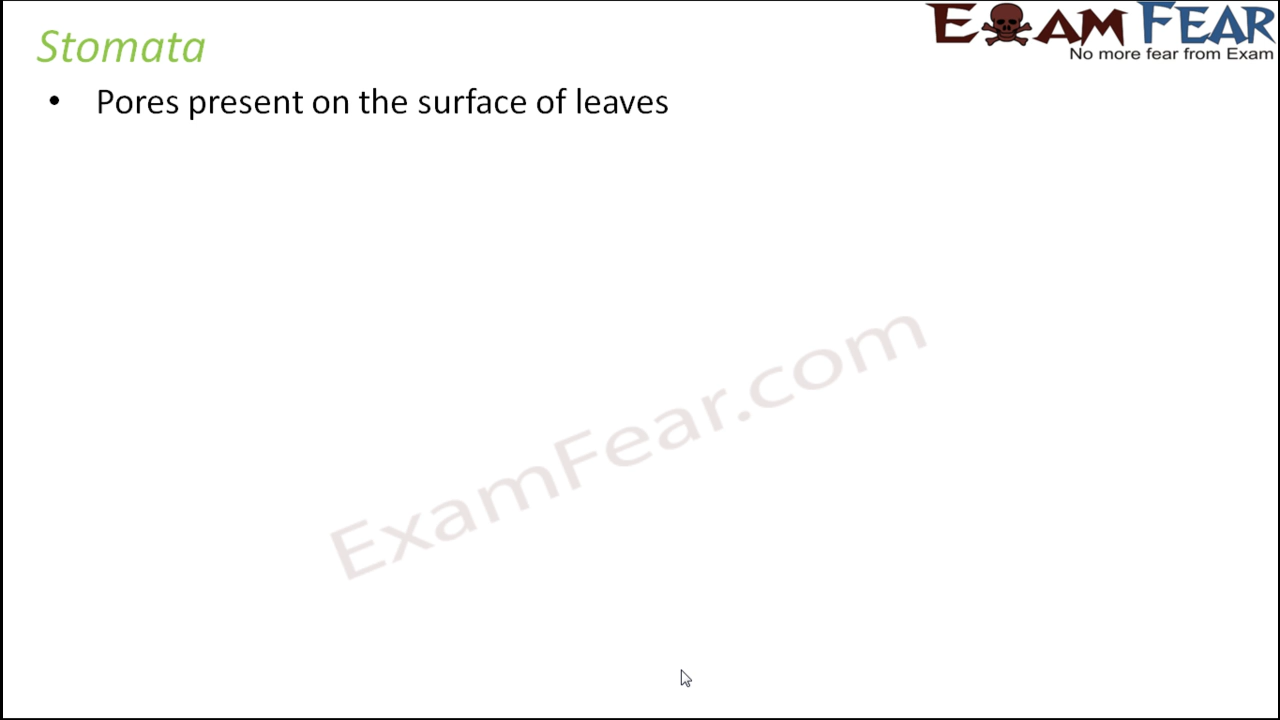 Stomata
EXAM FEAR
No more fear from Exam
• Pores present on the surface of leaves
ExamFear.com